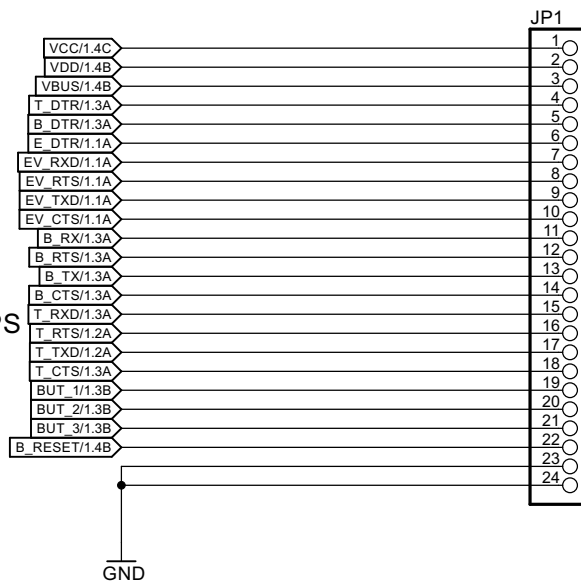 JP1
VCC/1.4C 1
VDD/1.4B 2
VBUS/1.4B 3
T_DTR/1.3A 4
B_DTR/1.3A 5
E_DTR/1.1A 6
EV_RXD/1.1A 7
EV_RTS/1.1A 8
EV_TXD/1.1A 9
EV_CTS/1.1A 10
B_RX/1.3A 11
B_RTS/1.3A 12
B_TX/1.3A 13
B_CTS/1.3A 14
T_RXD/1.3A 15
T_RTS/1.2A 16
T_TXD/1.2A 17
T_CTS/1.3A 18
BUT_1/1.3B 19
BUT_2/1.3B 20
BUT_3/1.3B 21
B_RESET/1.4B 22
23
24
GND